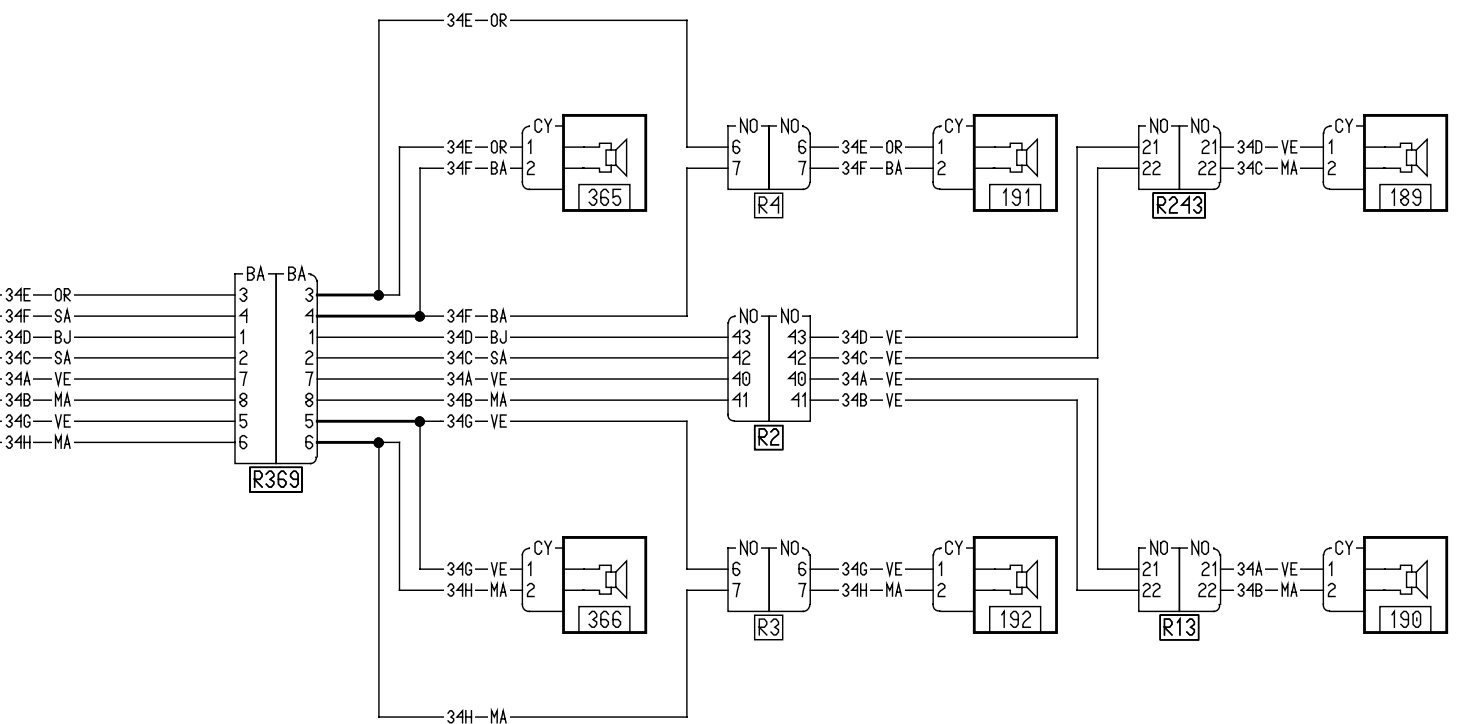 34E OR
CY NO NO CY NO NO CY
34E OR 1 6 6 34E OR 1 21 21 34D VE 1
34F BA 2 7 7 34F BA 2 22 22 34C MA 2
365 R4 191 R243 189
BA BA
34E OR 3 3
34F SA 4 4 34F BA NO NO
34D BJ 1 1 34D BJ 43 43 34D VE
34C SA 2 2 34C SA 42 42 34C VE
34A VE 7 7 34A VE 40 40 34A VE
34B MA 8 8 34B MA 41 41 34B VE
34G VE 5 5 34G VE
34H MA 6 6 R2
R369
CY NO NO CY NO NO CY
34G VE 1 6 6 34G VE 1 21 21 34A VE 1
34H MA 2 7 7 34H MA 2 22 22 34B MA 2
366 R3 192 R13 190
34H MA